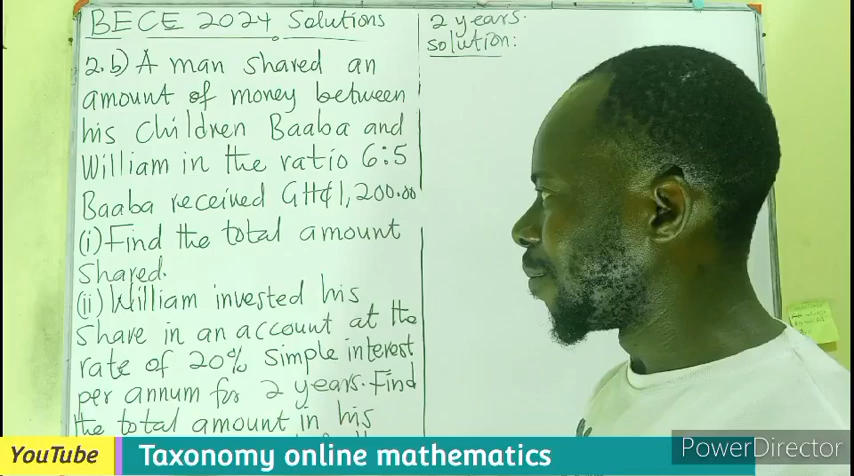 BECE 2024 Solutions
2.b) A man shared an
amount of money between
his Children Baaba and
William in the ratio 6:5
Baaba received GH₵1,200.00
(i) Find the total amount
shared.
(ii) William invested his
share in an account at the
rate of 20% simple interest
per annum for 2 years. Find
the total amount in his
2 years.
solution:
YouTube
Taxonomy online mathematics
PowerDirector